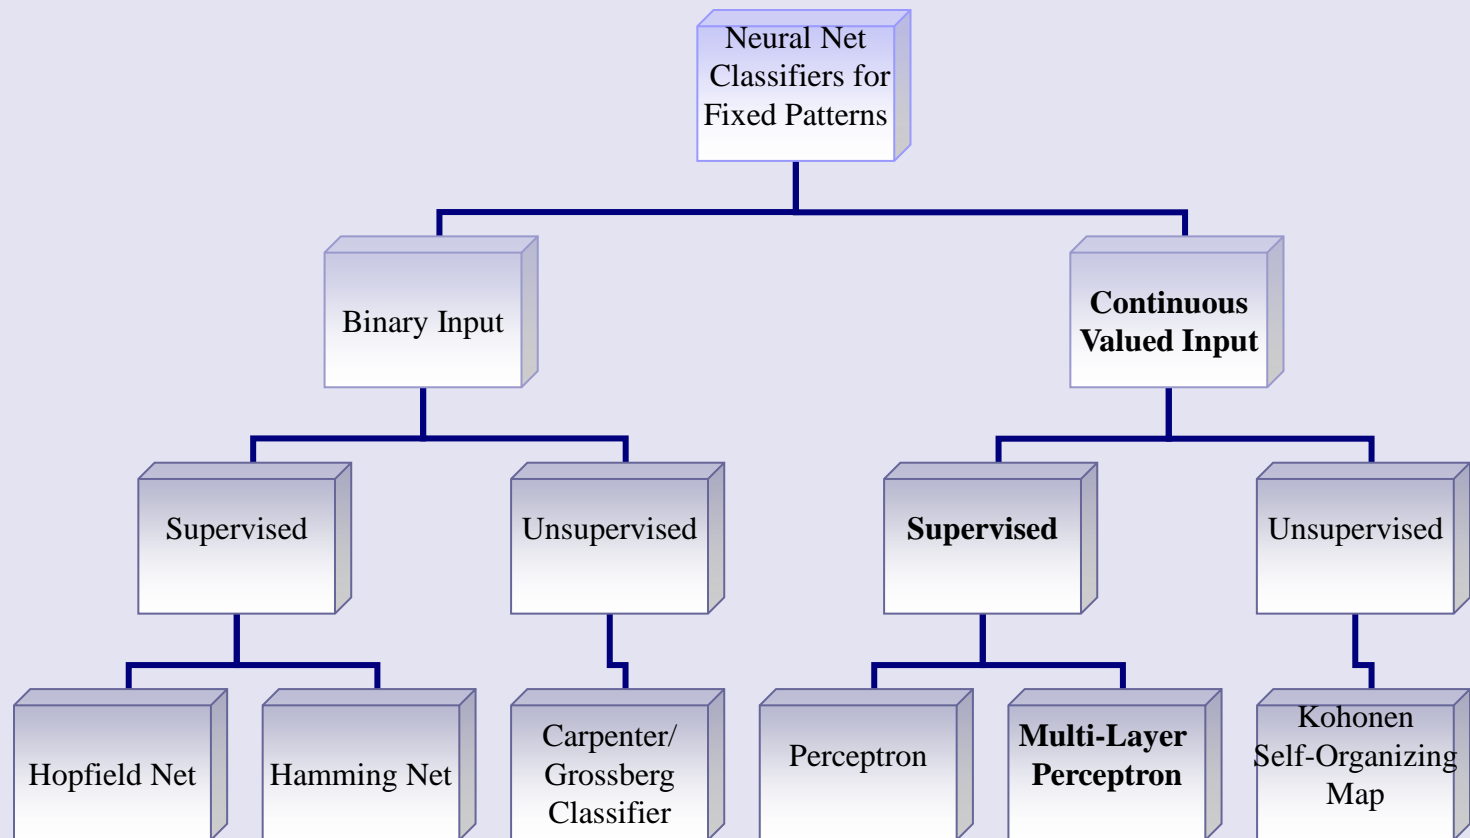 Neural Net
Classifiers for
Fixed Patterns
Binary Input
Continuous
Valued Input
Supervised
Unsupervised
Supervised
Unsupervised
Hopfield Net
Hamming Net
Carpenter/
Grossberg
Classifier
Perceptron
Multi-Layer
Perceptron
Kohonen
Self-Organizing
Map